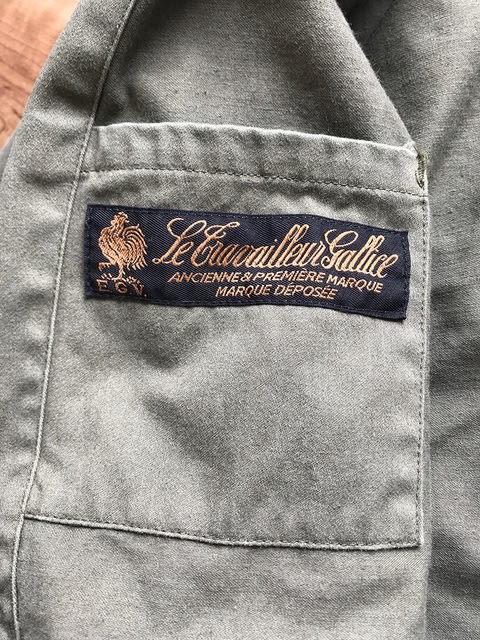 Le Travailleur Gallice
ANCIENNE & PREMIÈRE MARQUE
MARQUE DÉPOSÉE
E.G.V.